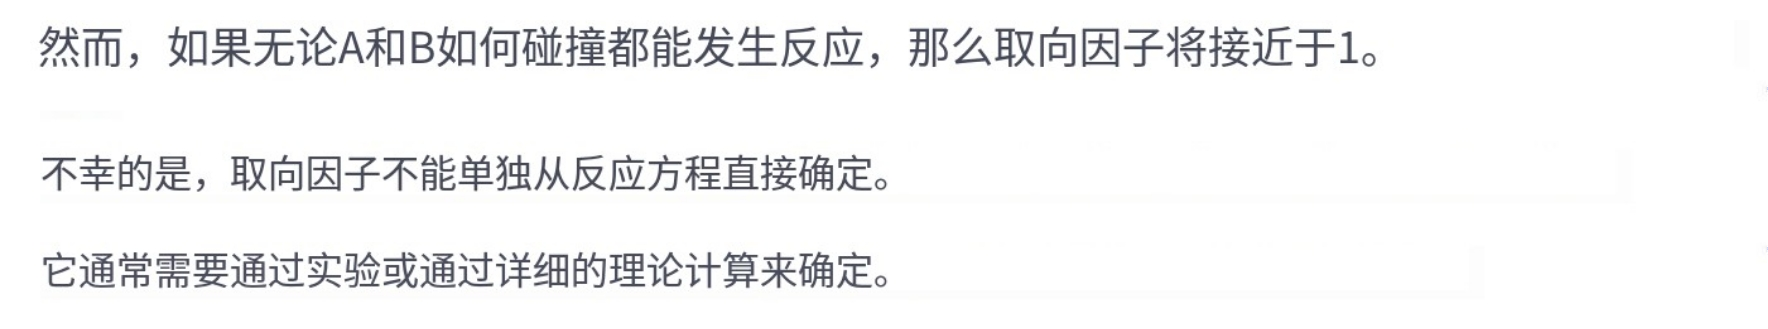 然而，如果无论A和B如何碰撞都能发生反应，那么取向因子将接近于1。
不幸的是，取向因子不能单独从反应方程直接确定。
它通常需要通过实验或通过详细的理论计算来确定。